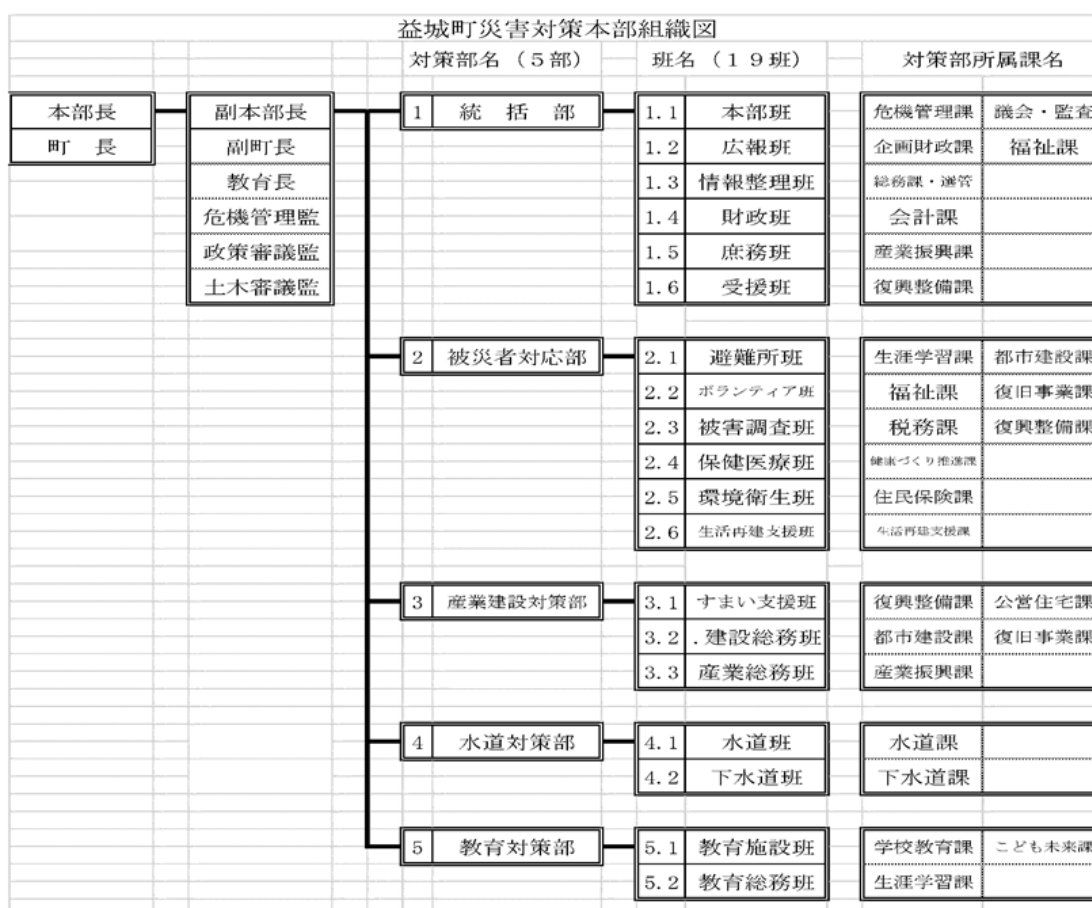 益城町災害対策本部組織図
対策部名（５部） 班名（１９班） 対策部所属課名
本部長 副本部長 1 統括部 1.1 本部班 危機管理課 議会・監査
町長 副町長 1.2 広報班 企画財政課 福祉課
教育長 1.3 情報整理班 総務課・選管
危機管理監 1.4 財政班 会計課
政策審議監 1.5 庶務班 産業振興課
土木審議監 1.6 受援班 復興整備課
2 被災者対応部 2.1 避難所班 生涯学習課 都市建設課
2.2 ボランティア班 福祉課 復旧事業課
2.3 被害調査班 税務課 復興整備課
2.4 保健医療班 健康づくり推進課
2.5 環境衛生班 住民保険課
2.6 生活再建支援班 生活再建支援課
3 産業建設対策部 3.1 すまい支援班 復興整備課 公営住宅課
3.2 .建設総務班 都市建設課 復旧事業課
3.3 産業総務班 産業振興課
4 水道対策部 4.1 水道班 水道課
4.2 下水道班 下水道課
5 教育対策部 5.1 教育施設班 学校教育課 こども未来課
5.2 教育総務班 生涯学習課